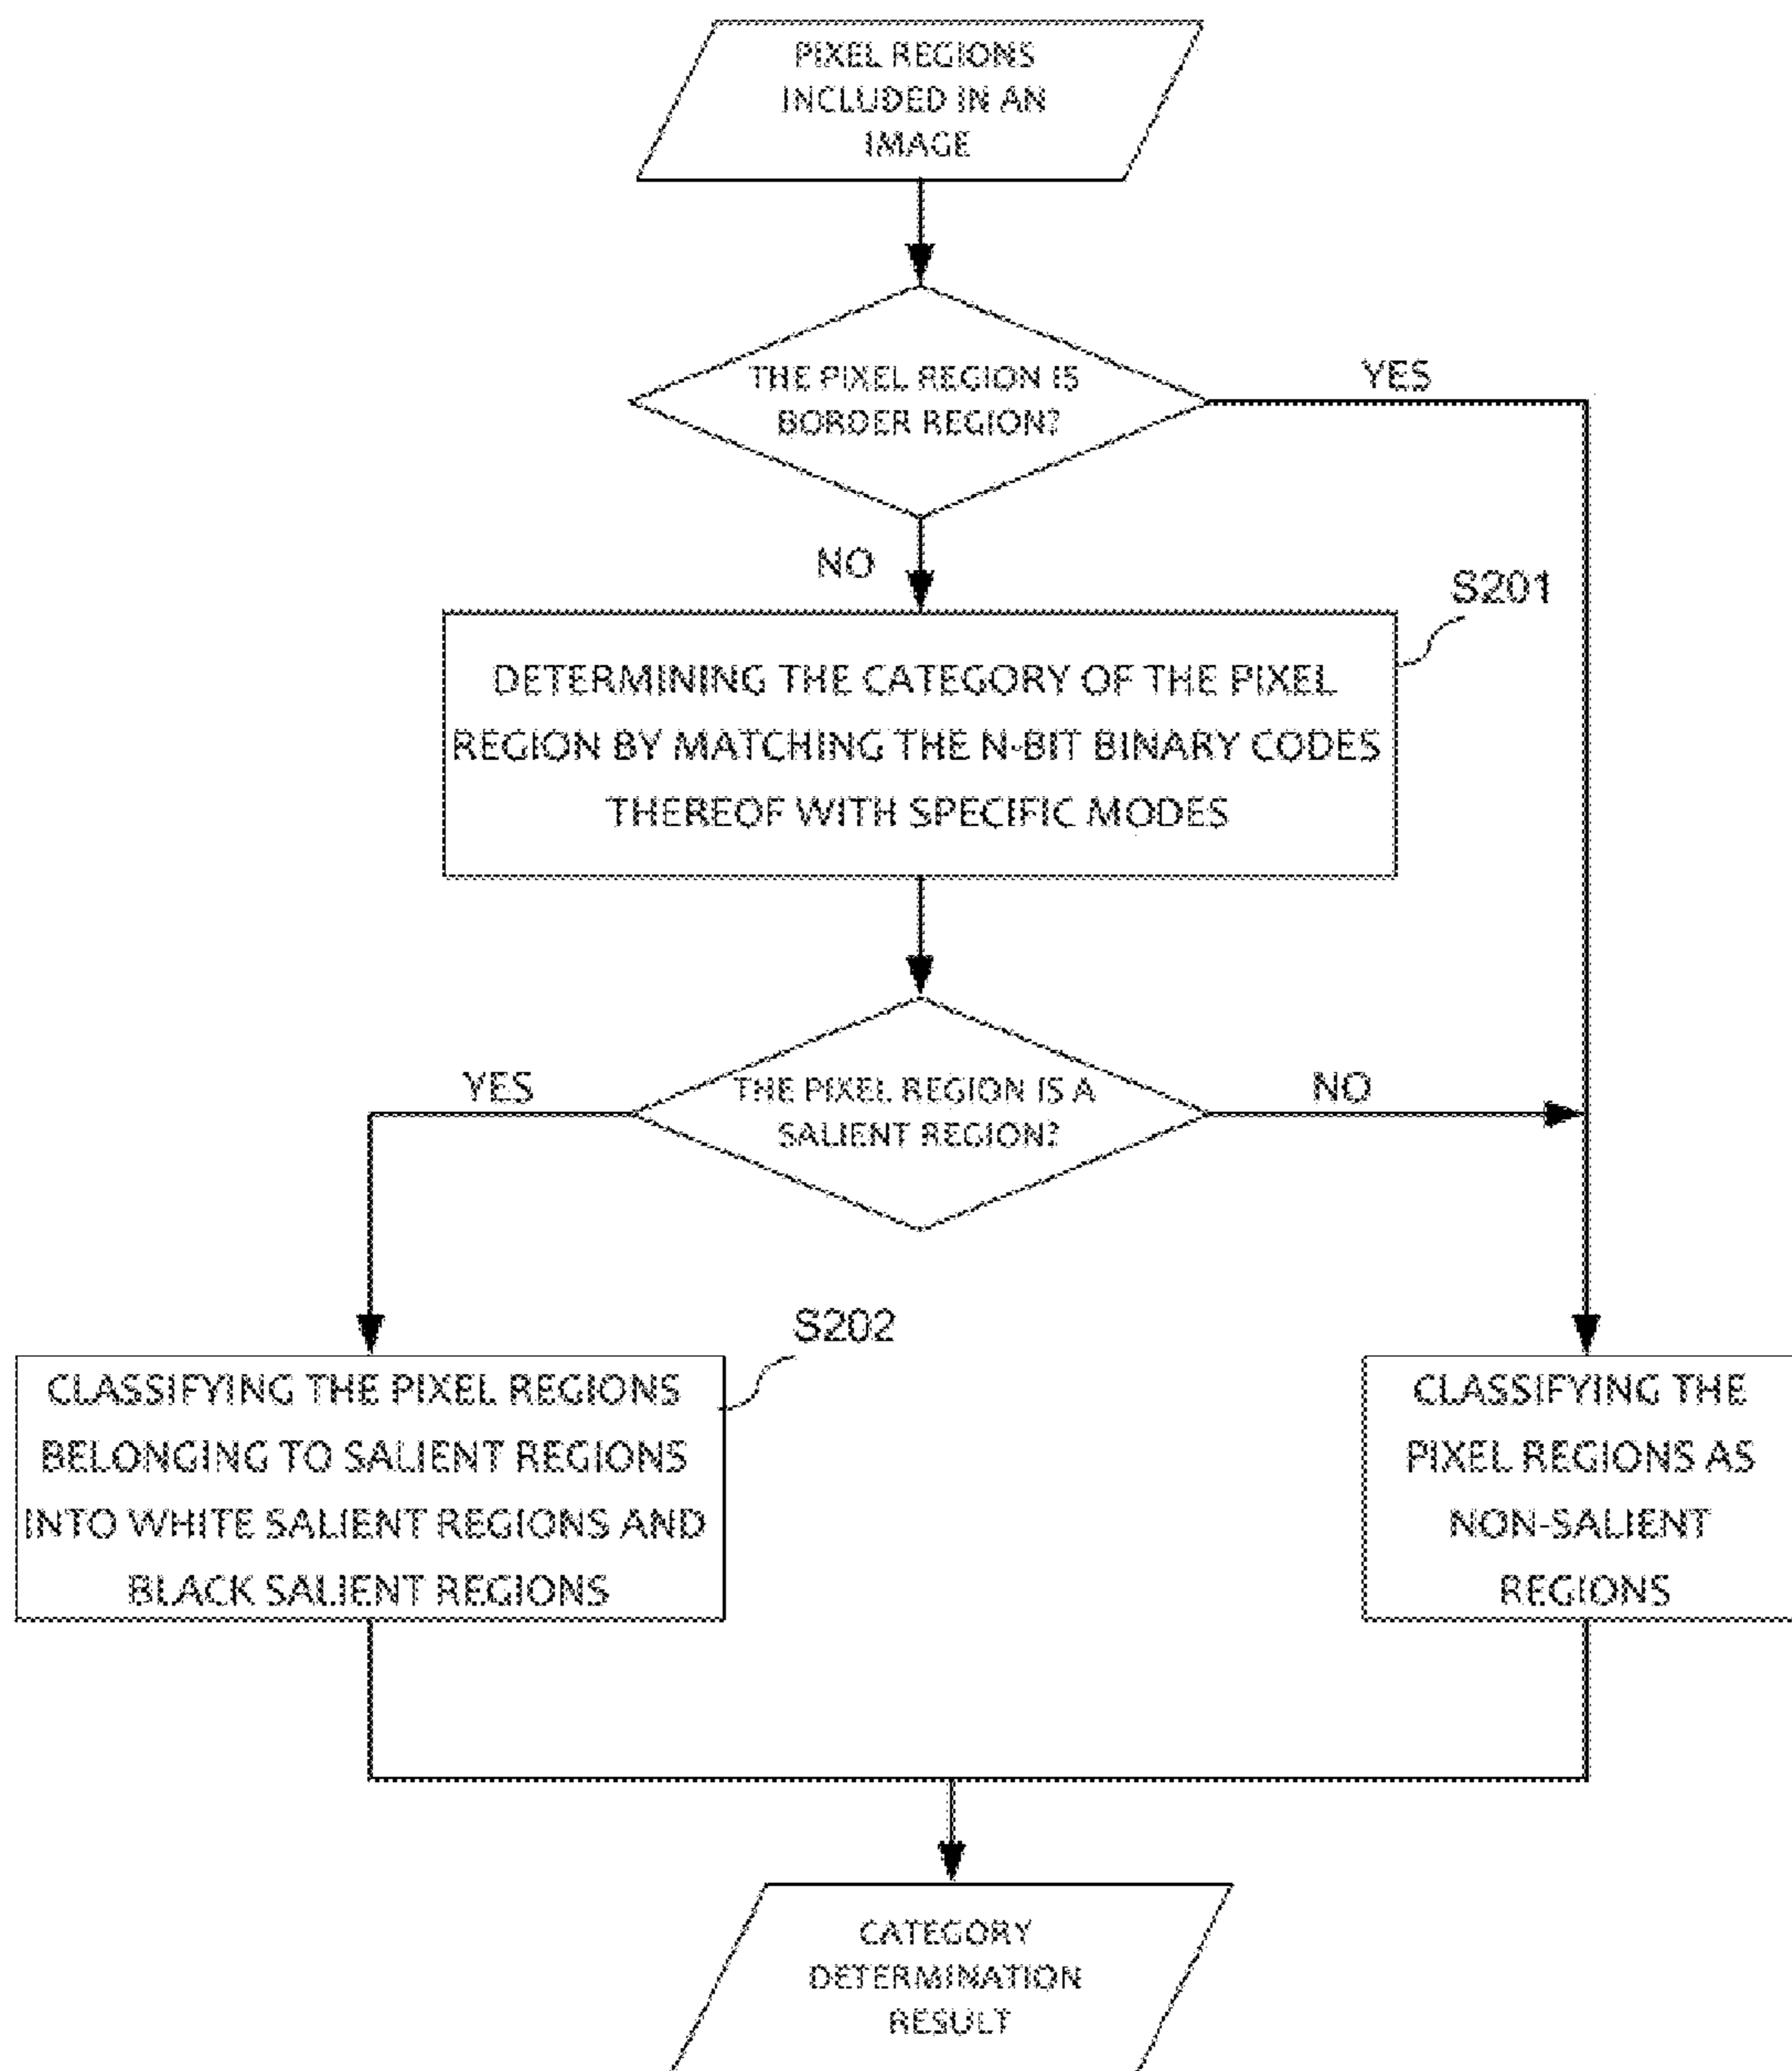 PIXEL REGIONS
INCLUDED IN AN
IMAGE
THE PIXEL REGION IS
BORDER REGION?
YES
NO
S201
DETERMINING THE CATEGORY OF THE PIXEL
REGION BY MATCHING THE N-BIT BINARY CODES
THEREOF WITH SPECIFIC MODES
YES
THE PIXEL REGION IS A
SALIENT REGION?
NO
S202
CLASSIFYING THE PIXEL REGIONS
BELONGING TO SALIENT REGIONS
INTO WHITE SALIENT REGIONS AND
BLACK SALIENT REGIONS
CLASSIFYING THE
PIXEL REGIONS AS
NON-SALIENT
REGIONS
CATEGORY
DETERMINATION
RESULT